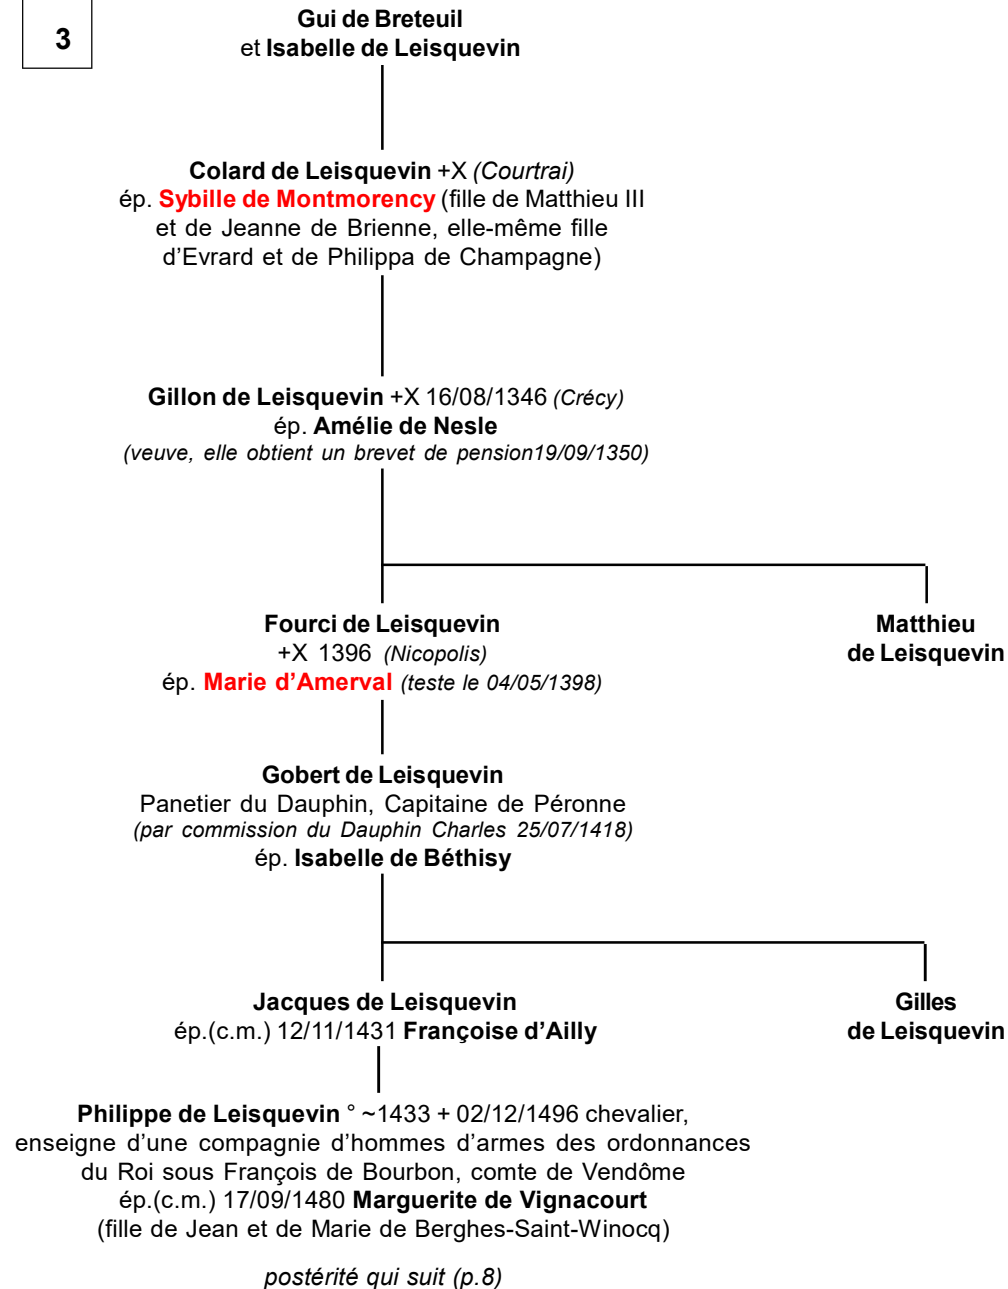 3
Gui de Breteuil
et Isabelle de Leisquevin
Colard de Leisquevin +X (Courtrai)
ép. Sybille de Montmorency (fille de Matthieu III
et de Jeanne de Brienne, elle-même fille
d’Evrard et de Philippa de Champagne)
Gillon de Leisquevin +X 16/08/1346 (Crécy)
ép. Amélie de Nesle
(veuve, elle obtient un brevet de pension19/09/1350)
Fourci de Leisquevin
+X 1396 (Nicopolis)
ép. Marie d’Amerval (teste le 04/05/1398)
Matthieu
de Leisquevin
Gobert de Leisquevin
Panetier du Dauphin, Capitaine de Péronne
(par commission du Dauphin Charles 25/07/1418)
ép. Isabelle de Béthisy
Jacques de Leisquevin
ép.(c.m.) 12/11/1431 Françoise d’Ailly
Gilles
de Leisquevin
Philippe de Leisquevin ° ~1433 + 02/12/1496 chevalier,
enseigne d’une compagnie d’hommes d’armes des ordonnances
du Roi sous François de Bourbon, comte de Vendôme
ép.(c.m.) 17/09/1480 Marguerite de Vignacourt
(fille de Jean et de Marie de Berghes-Saint-Winocq)
postérité qui suit (p.8)